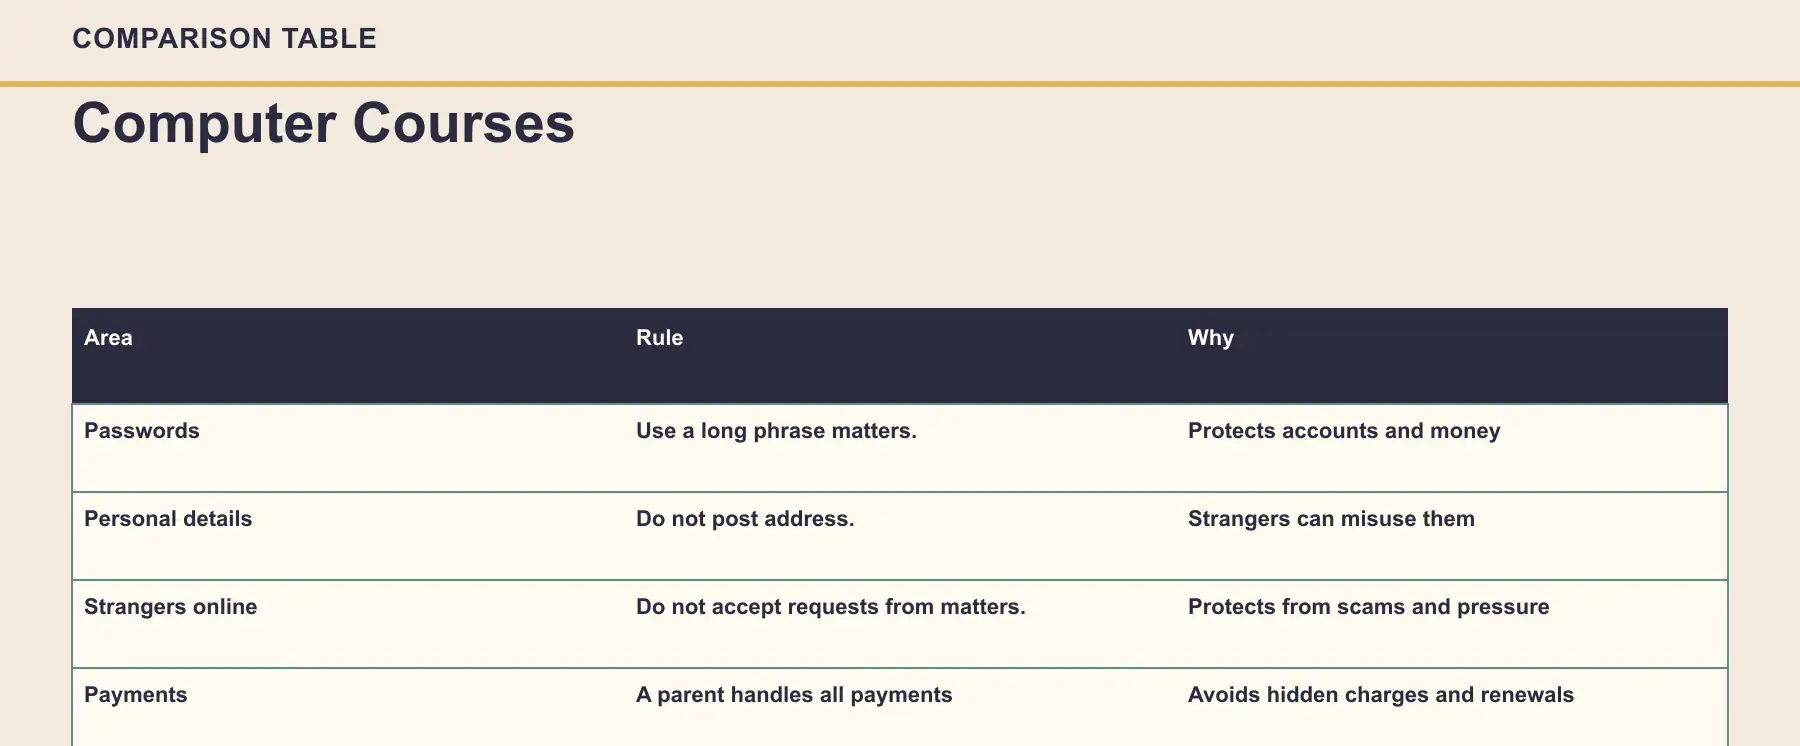 COMPARISON TABLE
Computer Courses
Area Rule Why
Passwords Use a long phrase matters. Protects accounts and money
Personal details Do not post address. Strangers can misuse them
Strangers online Do not accept requests from matters. Protects from scams and pressure
Payments A parent handles all payments Avoids hidden charges and renewals